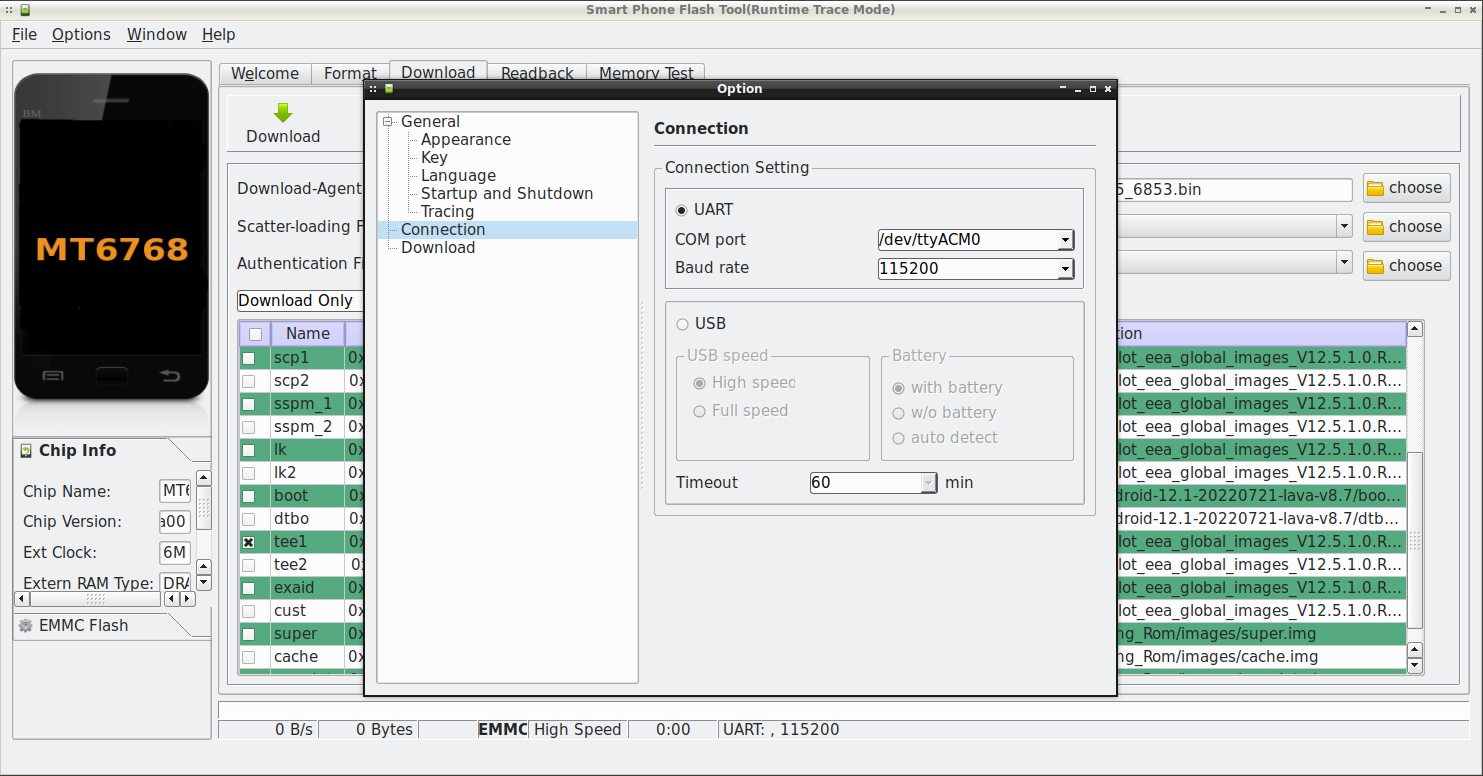 Smart Phone Flash Tool(Runtime Trace Mode)
File Options Window Help
BM
MT6768
Chip Info
Chip Name: MT6
Chip Version: a00
Ext Clock: 6M
Extern RAM Type: DRA
EMMC Flash
Welcome Format Download Readback Memory Test
Download
Download-Agent
5_6853.bin choose
Scatter-loading F
choose
Authentication Fi
choose
Download Only
Name
tion
scp1 0x lot_eea_global_images_V12.5.1.0.R...
scp2 0x lot_eea_global_images_V12.5.1.0.R...
sspm_1 0x lot_eea_global_images_V12.5.1.0.R...
sspm_2 0x lot_eea_global_images_V12.5.1.0.R...
lk 0x lot_eea_global_images_V12.5.1.0.R...
lk2 0x lot_eea_global_images_V12.5.1.0.R...
boot 0x droid-12.1-20220721-lava-v8.7/boo...
dtbo 0x droid-12.1-20220721-lava-v8.7/dtb...
tee1 0x lot_eea_global_images_V12.5.1.0.R...
tee2 0x lot_eea_global_images_V12.5.1.0.R...
exaid 0x lot_eea_global_images_V12.5.1.0.R...
cust 0x lot_eea_global_images_V12.5.1.0.R...
super 0x ng_Rom/images/super.img
cache 0x ng_Rom/images/cache.img
Option
General
Appearance
Key
Language
Startup and Shutdown
Tracing
Connection
Download
Connection
Connection Setting
UART
COM port /dev/ttyACM0
Baud rate 115200
USB
USB speed
High speed
Full speed
Battery
with battery
w/o battery
auto detect
Timeout 60 min
0 B/s 0 Bytes EMMC High Speed 0:00 UART: , 115200